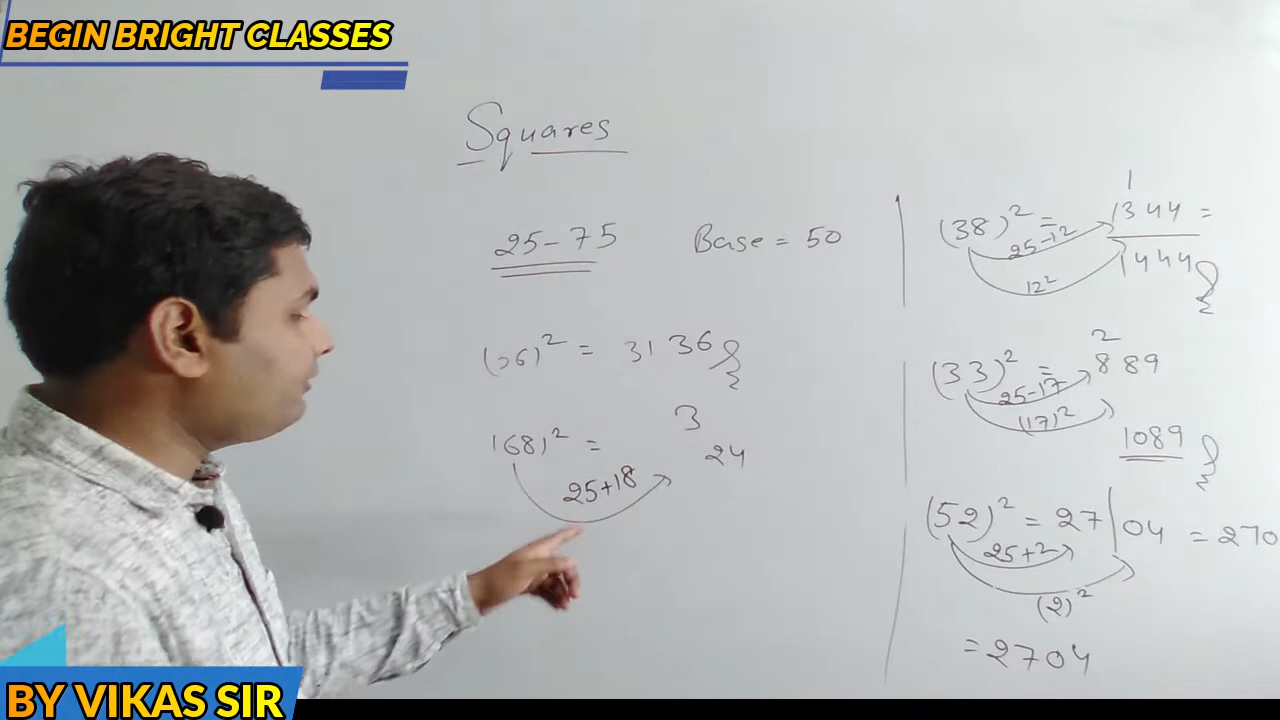 BEGIN BRIGHT CLASSES
Squares
25-75 Base = 50
(56)² = 3136
(68)² = 3 24
25+18
(38)² = 1 1344 =
25-12
12²
1444
(33)² = 2 889
25-17
(17)²
1089
(52)² = 27|04 = 270
25+2
(2)²
= 2704
BY VIKAS SIR